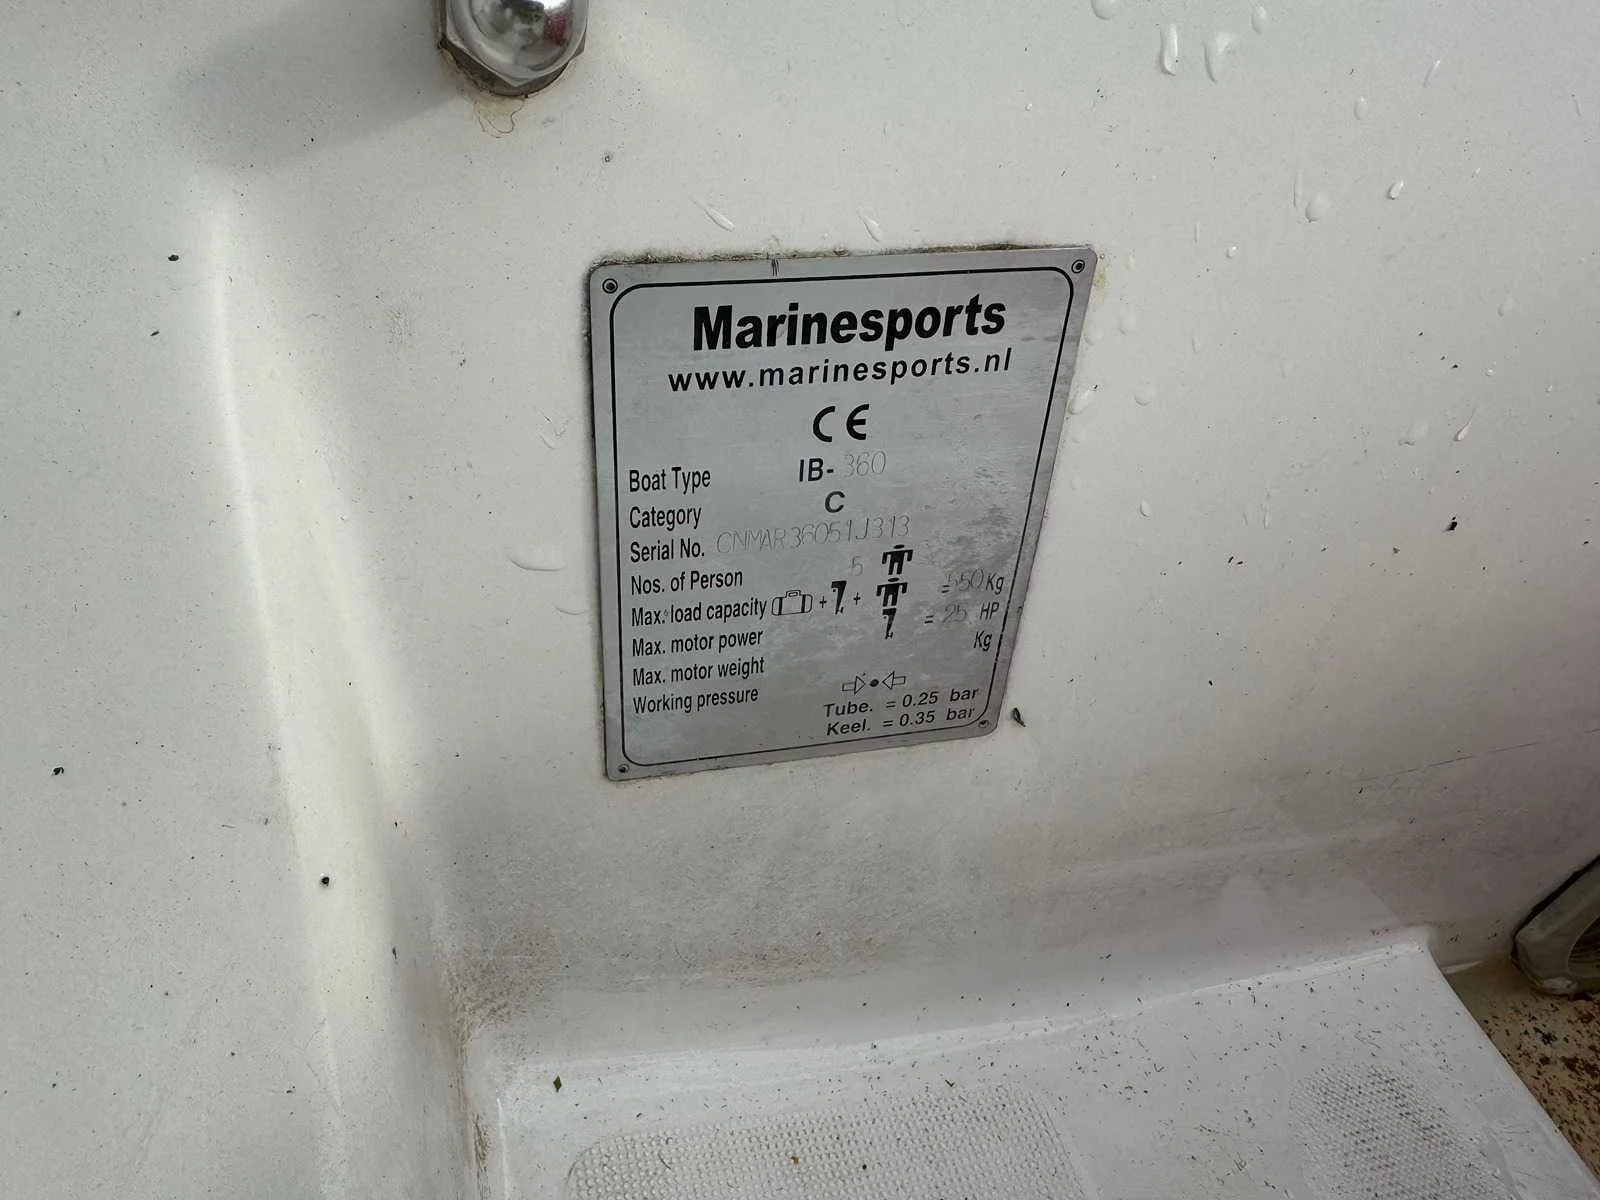 Marinesports
www.marinesports.nl
CE
Boat Type IB-360
Category C
Serial No. CNMAR36051J313
Nos. of Person 5
Max. load capacity + + = 550 Kg
Max. motor power = 25 HP
Max. motor weight Kg
Working pressure
Tube. = 0.25 bar
Keel. = 0.35 bar